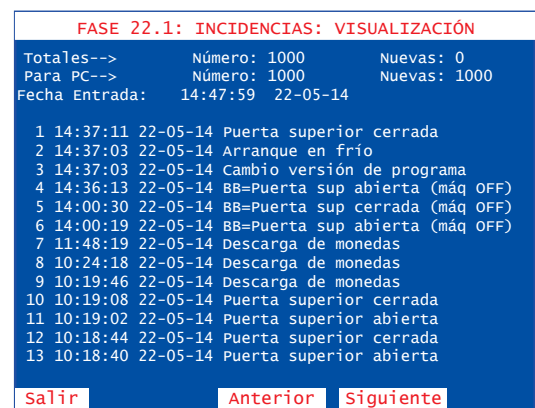 FASE 22.1: INCIDENCIAS: VISUALIZACIÓN
Totales--> Número: 1000 Nuevas: 0
Para PC--> Número: 1000 Nuevas: 1000
Fecha Entrada: 14:47:59 22-05-14
1 14:37:11 22-05-14 Puerta superior cerrada
2 14:37:03 22-05-14 Arranque en frío
3 14:37:03 22-05-14 Cambio versión de programa
4 14:36:13 22-05-14 BB=Puerta sup abierta (máq OFF)
5 14:00:30 22-05-14 BB=Puerta sup cerrada (máq OFF)
6 14:00:19 22-05-14 BB=Puerta sup abierta (máq OFF)
7 11:48:19 22-05-14 Descarga de monedas
8 10:24:18 22-05-14 Descarga de monedas
9 10:19:46 22-05-14 Descarga de monedas
10 10:19:08 22-05-14 Puerta superior cerrada
11 10:19:02 22-05-14 Puerta superior abierta
12 10:18:44 22-05-14 Puerta superior cerrada
13 10:18:40 22-05-14 Puerta superior abierta
Salir Anterior Siguiente